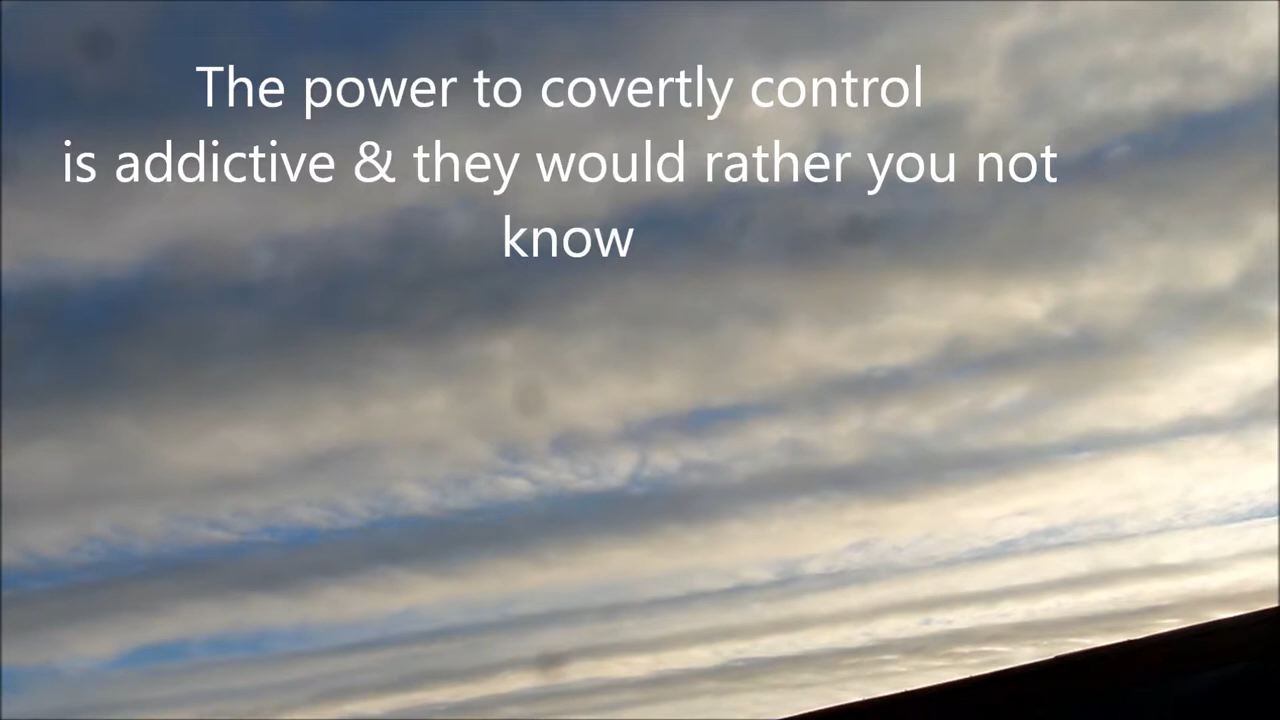 The power to covertly control
is addictive & they would rather you not
know